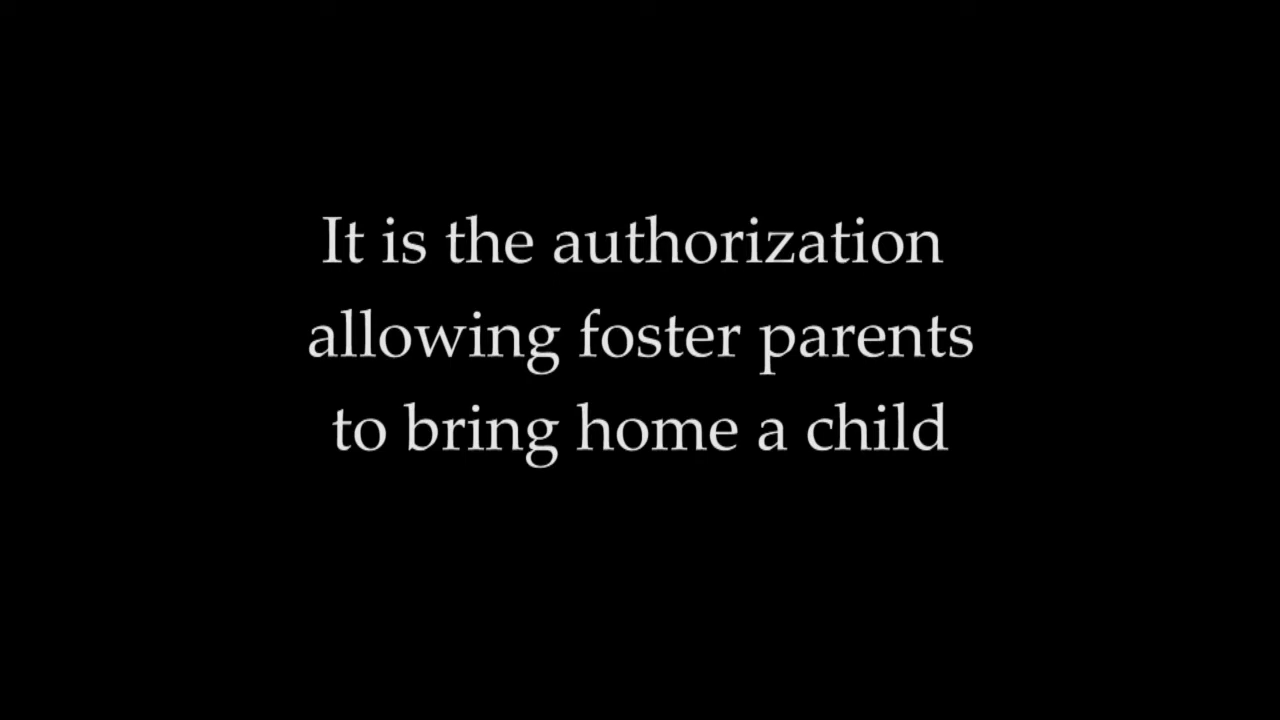 It is the authorization
allowing foster parents
to bring home a child